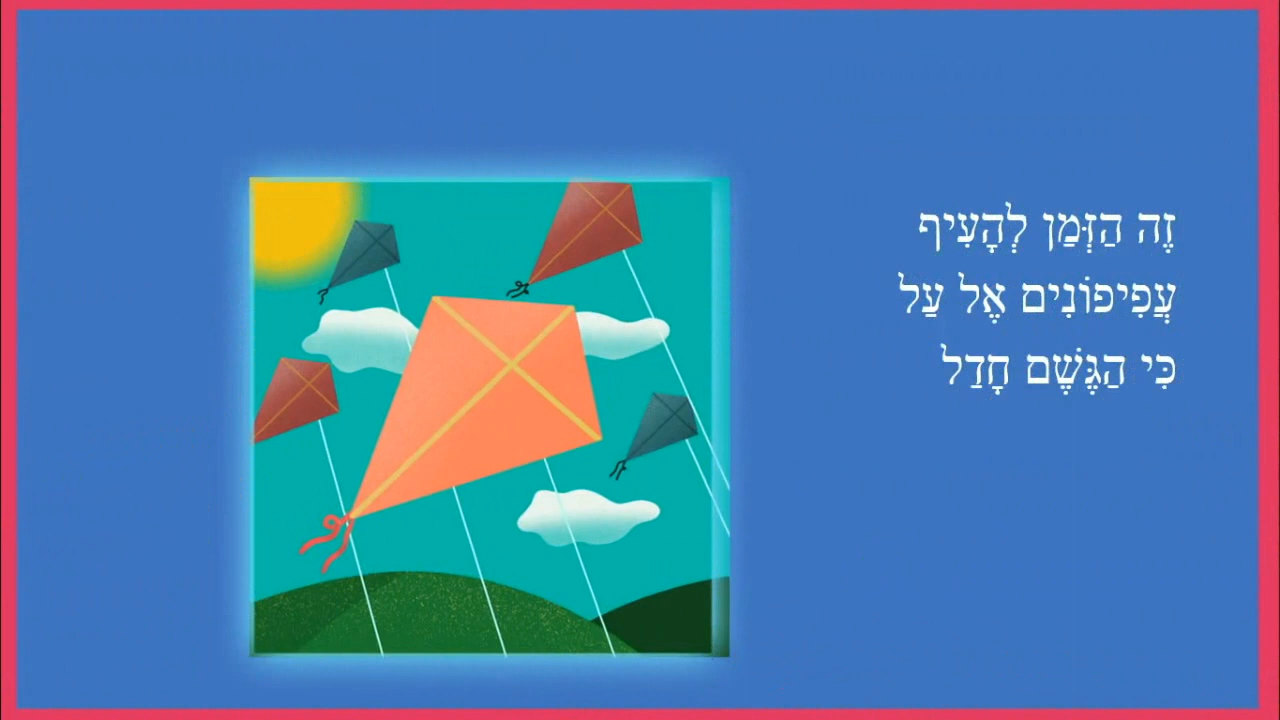 זֶה הַזְּמַן לְהָעִיף
עֲפִיפוֹנִים אֶל עַל
כִּי הַגֶּשֶׁם חָדַל